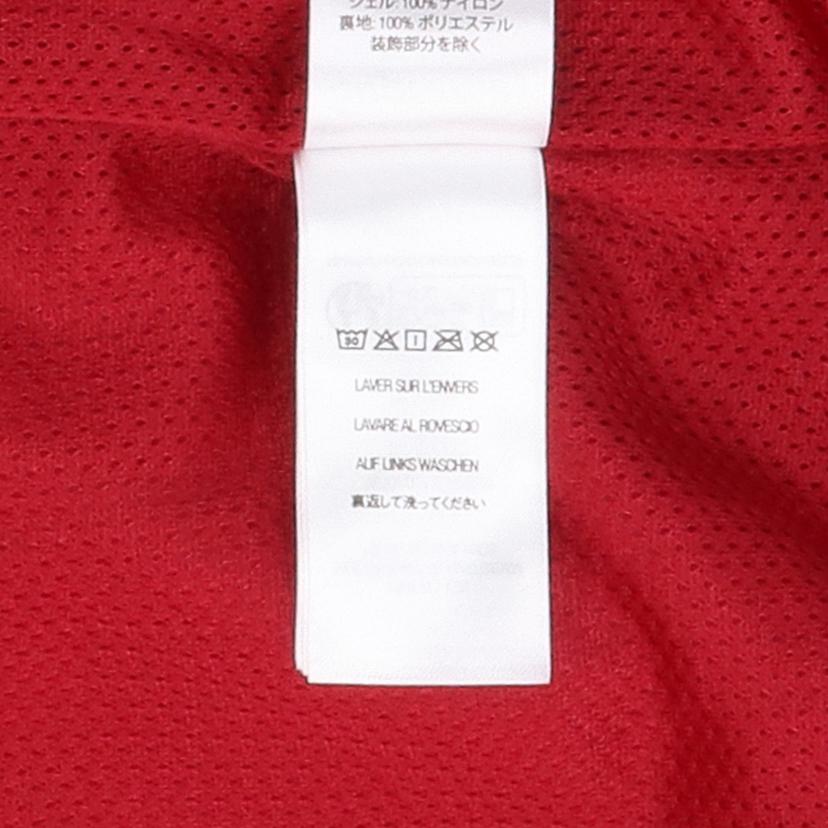 シェル: 100% ナイロン
裏地: 100% ポリエステル
装飾部分を除く
30
LAVER SUR L'ENVERS
LAVARE AL ROVESCIO
AUF LINKS WASCHEN
裏返して洗ってください